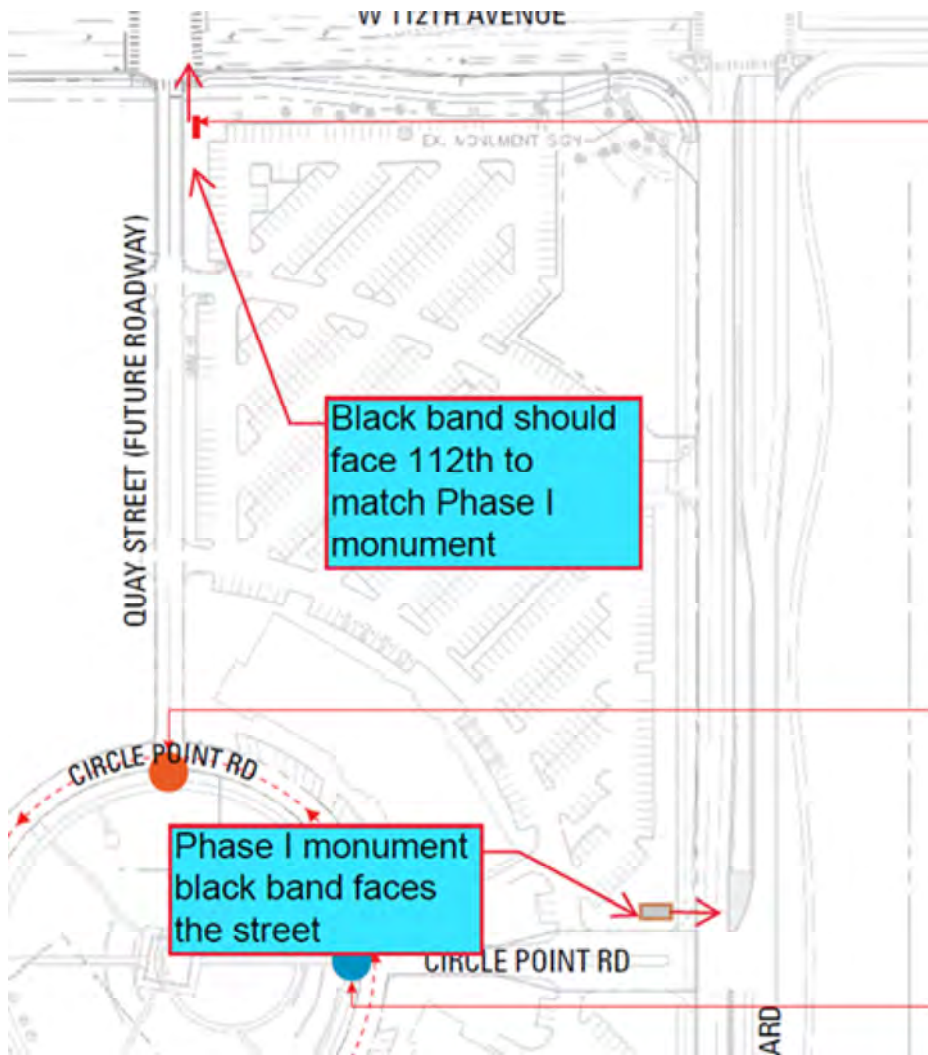 W 112TH AVENUE
EX. MONUMENT SIGN
QUAY STREET (FUTURE ROADWAY)
Black band should
face 112th to
match Phase I
monument
CIRCLE POINT RD
Phase I monument
black band faces
the street
CIRCLE POINT RD
ARD